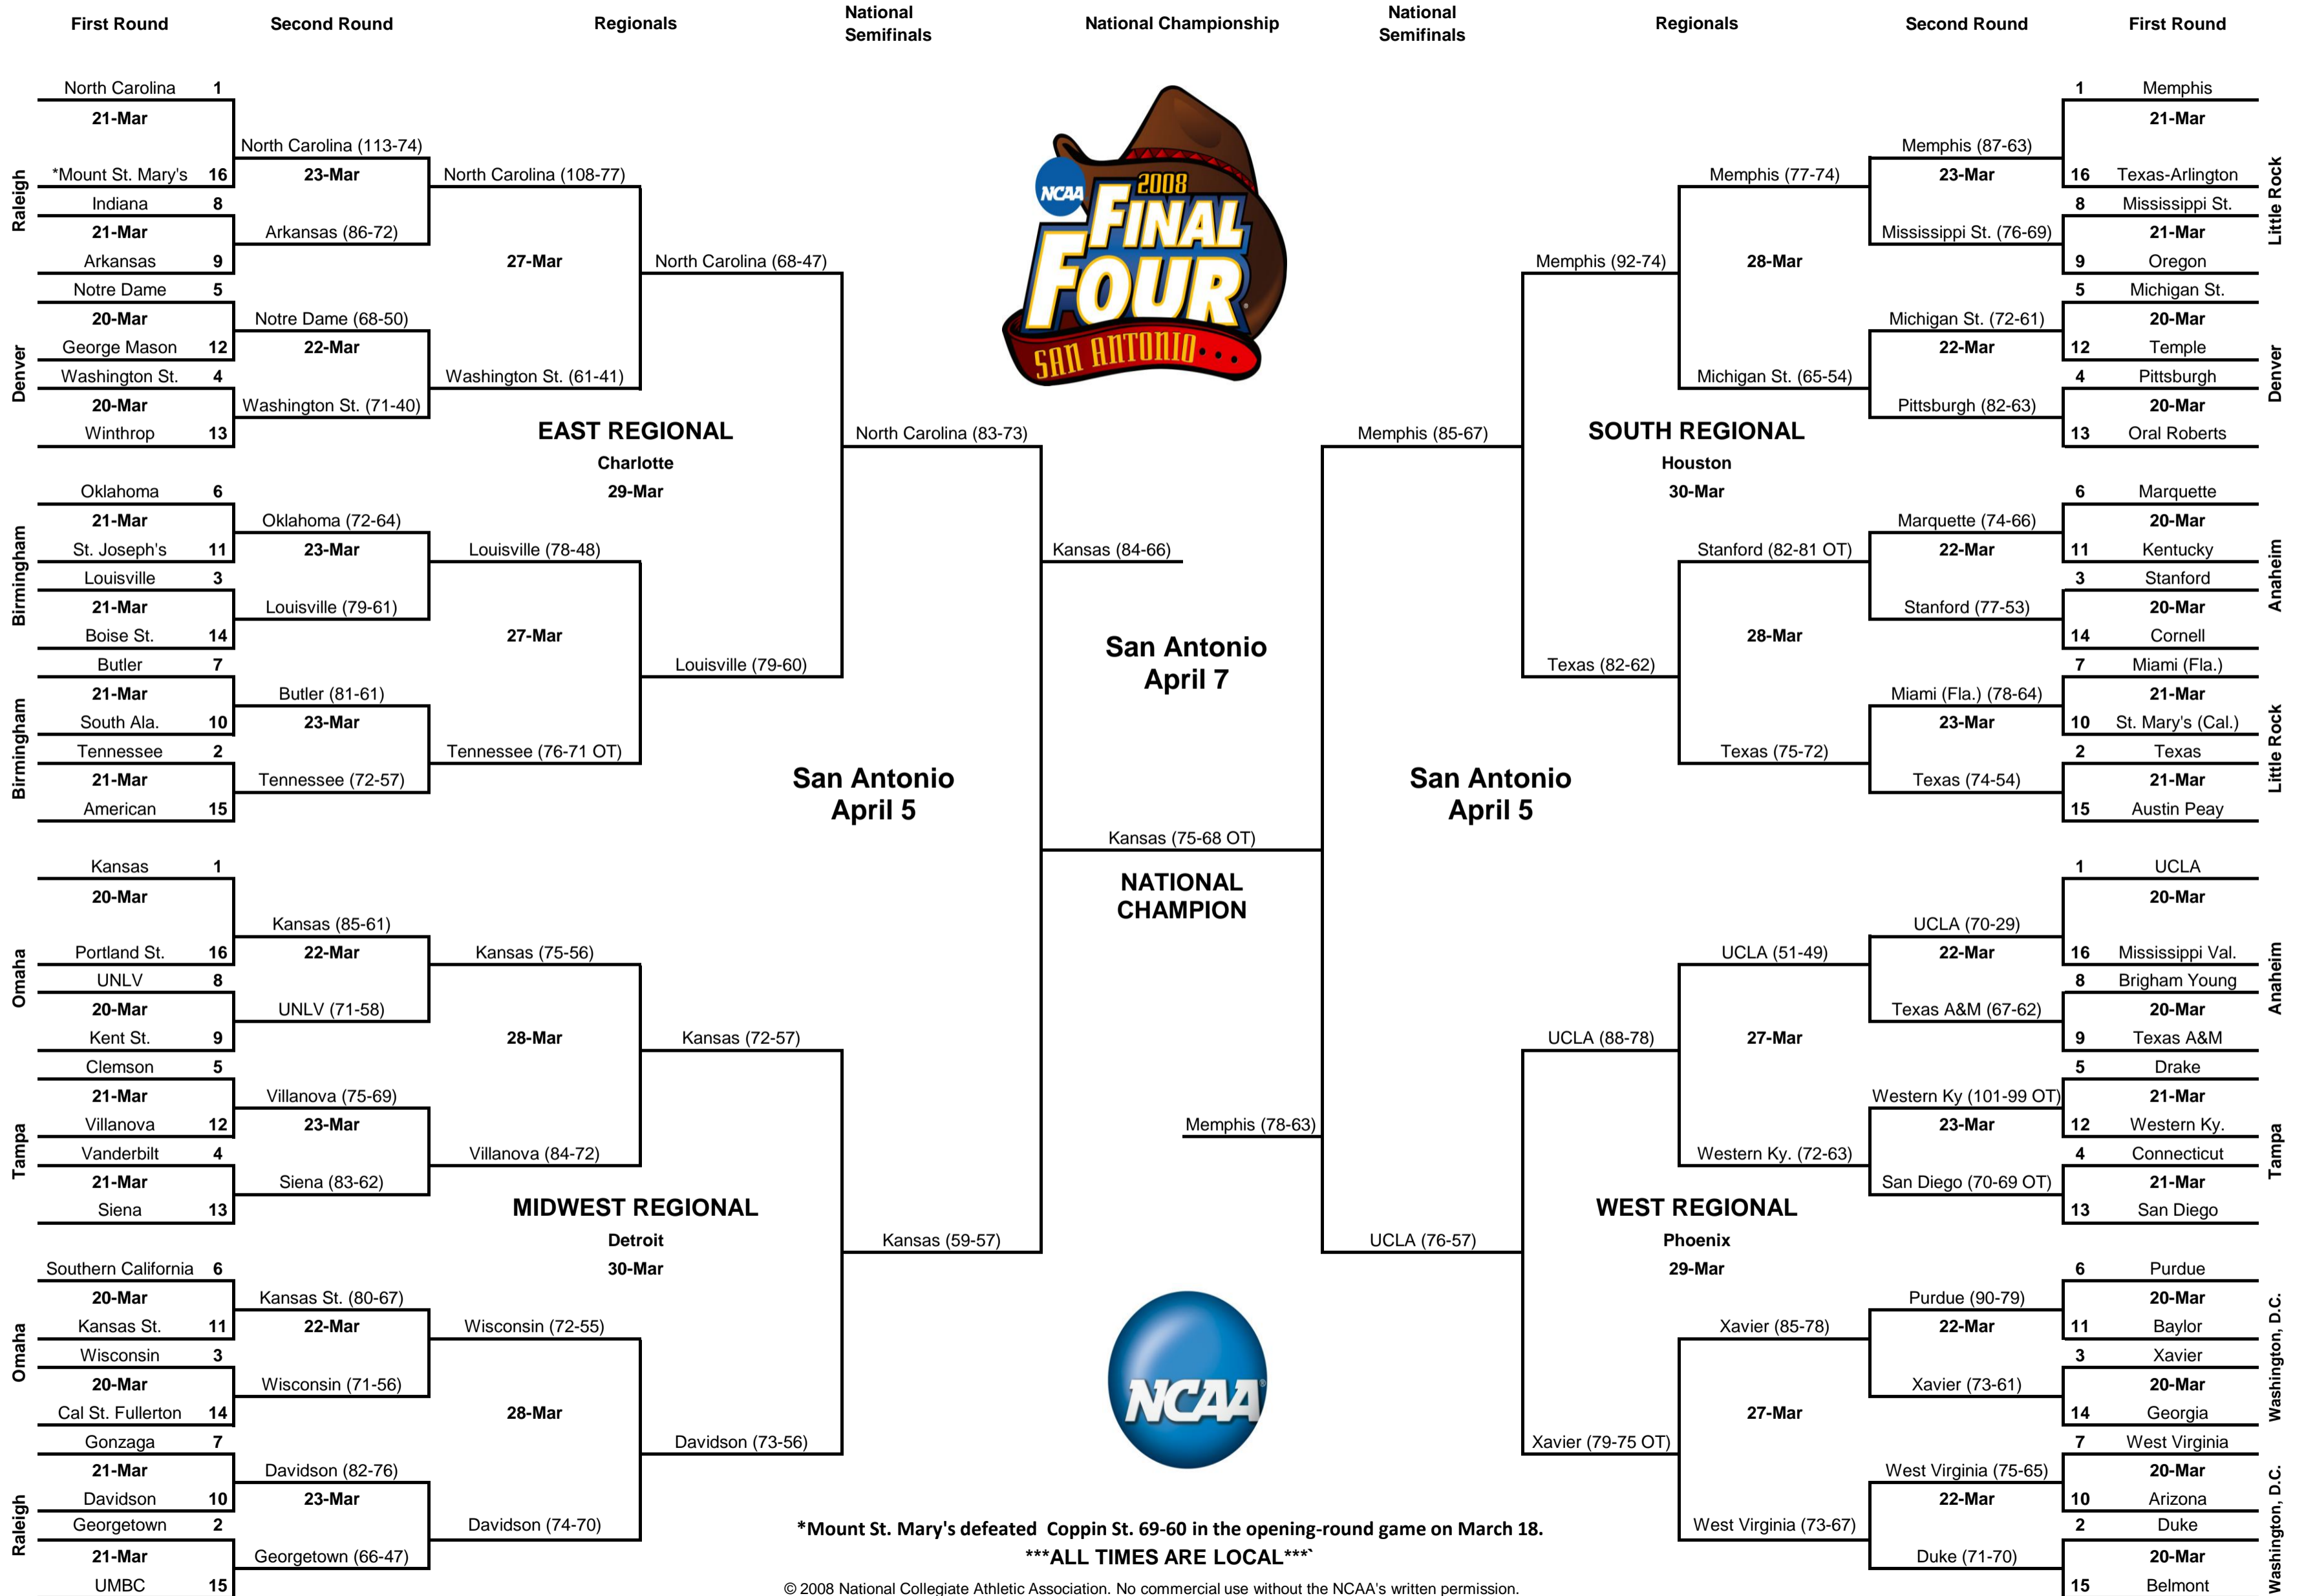 First Round
Second Round
Regionals
National
Semifinals
National Championship
National
Semifinals
Regionals
Second Round
First Round
Raleigh
North Carolina 1
21-Mar
*Mount St. Mary's 16
Indiana 8
21-Mar
Arkansas 9
Denver
Notre Dame 5
20-Mar
George Mason 12
Washington St. 4
20-Mar
Winthrop 13
Birmingham
Oklahoma 6
21-Mar
St. Joseph's 11
Louisville 3
21-Mar
Boise St. 14
Birmingham
Butler 7
21-Mar
South Ala. 10
Tennessee 2
21-Mar
American 15
Omaha
Kansas 1
20-Mar
Portland St. 16
UNLV 8
20-Mar
Kent St. 9
Tampa
Clemson 5
21-Mar
Villanova 12
Vanderbilt 4
21-Mar
Siena 13
Omaha
Southern California 6
20-Mar
Kansas St. 11
Wisconsin 3
20-Mar
Cal St. Fullerton 14
Raleigh
Gonzaga 7
21-Mar
Davidson 10
Georgetown 2
21-Mar
UMBC 15
North Carolina (113-74)
23-Mar
Arkansas (86-72)
Notre Dame (68-50)
22-Mar
Washington St. (71-40)
Oklahoma (72-64)
23-Mar
Louisville (79-61)
Butler (81-61)
23-Mar
Tennessee (72-57)
Kansas (85-61)
22-Mar
UNLV (71-58)
Villanova (75-69)
23-Mar
Siena (83-62)
Kansas St. (80-67)
22-Mar
Wisconsin (71-56)
Davidson (82-76)
23-Mar
Georgetown (66-47)
North Carolina (108-77)
27-Mar
Washington St. (61-41)
EAST REGIONAL
Charlotte
29-Mar
Louisville (78-48)
27-Mar
Tennessee (76-71 OT)
Kansas (75-56)
28-Mar
Villanova (84-72)
MIDWEST REGIONAL
Detroit
30-Mar
Wisconsin (72-55)
28-Mar
Davidson (74-70)
North Carolina (68-47)
Louisville (79-60)
Kansas (72-57)
Davidson (73-56)
North Carolina (83-73)
San Antonio
April 5
Kansas (59-57)
NCAA
2008
FINAL
FOUR
SAN ANTONIO
Kansas (84-66)
San Antonio
April 7
Kansas (75-68 OT)
NATIONAL
CHAMPION
Memphis (78-63)
NCAA
Memphis (85-67)
San Antonio
April 5
UCLA (76-57)
Memphis (92-74)
Texas (82-62)
UCLA (88-78)
Xavier (79-75 OT)
Memphis (77-74)
28-Mar
Michigan St. (65-54)
SOUTH REGIONAL
Houston
30-Mar
Stanford (82-81 OT)
28-Mar
Texas (75-72)
UCLA (51-49)
27-Mar
Western Ky. (72-63)
WEST REGIONAL
Phoenix
29-Mar
Xavier (85-78)
27-Mar
West Virginia (73-67)
Memphis (87-63)
23-Mar
Mississippi St. (76-69)
Michigan St. (72-61)
22-Mar
Pittsburgh (82-63)
Marquette (74-66)
22-Mar
Stanford (77-53)
Miami (Fla.) (78-64)
23-Mar
Texas (74-54)
UCLA (70-29)
22-Mar
Texas A&M (67-62)
Western Ky (101-99 OT)
23-Mar
San Diego (70-69 OT)
Purdue (90-79)
22-Mar
Xavier (73-61)
West Virginia (75-65)
22-Mar
Duke (71-70)
1 Memphis
21-Mar
16 Texas-Arlington
8 Mississippi St.
21-Mar
9 Oregon
Little Rock
5 Michigan St.
20-Mar
12 Temple
4 Pittsburgh
20-Mar
13 Oral Roberts
Denver
6 Marquette
20-Mar
11 Kentucky
3 Stanford
20-Mar
14 Cornell
Anaheim
7 Miami (Fla.)
21-Mar
10 St. Mary's (Cal.)
2 Texas
21-Mar
15 Austin Peay
Little Rock
1 UCLA
20-Mar
16 Mississippi Val.
8 Brigham Young
20-Mar
9 Texas A&M
Anaheim
5 Drake
21-Mar
12 Western Ky.
4 Connecticut
21-Mar
13 San Diego
Tampa
6 Purdue
20-Mar
11 Baylor
3 Xavier
20-Mar
14 Georgia
Washington, D.C.
7 West Virginia
20-Mar
10 Arizona
2 Duke
20-Mar
15 Belmont
Washington, D.C.
*Mount St. Mary's defeated Coppin St. 69-60 in the opening-round game on March 18.
***ALL TIMES ARE LOCAL***`
© 2008 National Collegiate Athletic Association. No commercial use without the NCAA's written permission.